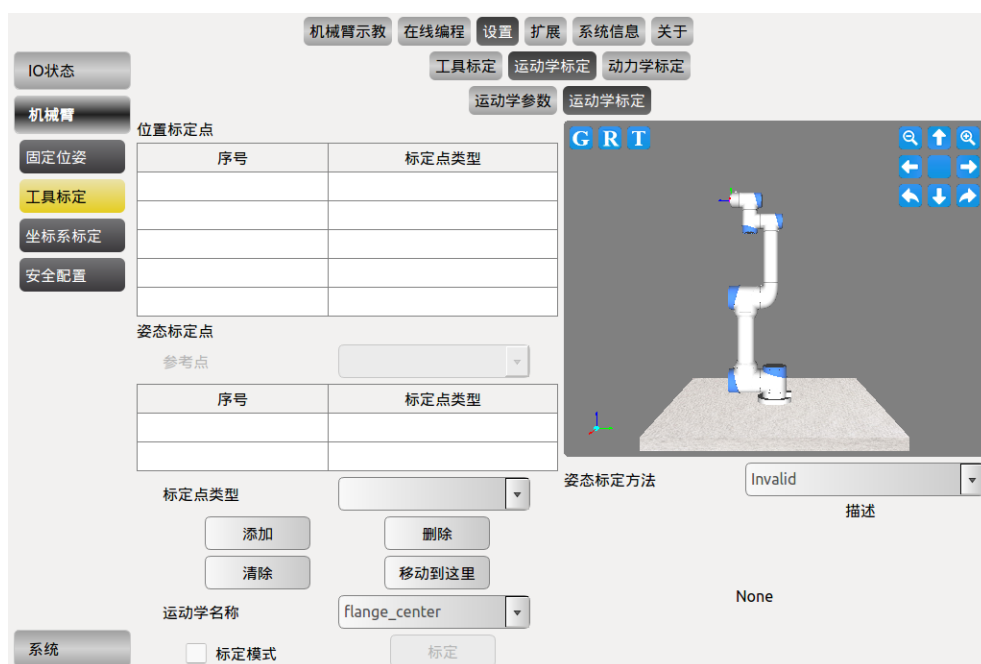 机械臂示教 在线编程 设置 扩展 系统信息 关于
工具标定 运动学标定 动力学标定
运动学参数 运动学标定
IO状态
机械臂
固定位姿
工具标定
坐标系标定
安全配置
系统
位置标定点
序号 标定点类型
姿态标定点
参考点
序号 标定点类型
标定点类型
添加 删除
清除 移动到这里
运动学名称 flange_center
标定模式 标定
G R T
姿态标定方法 Invalid
描述
None